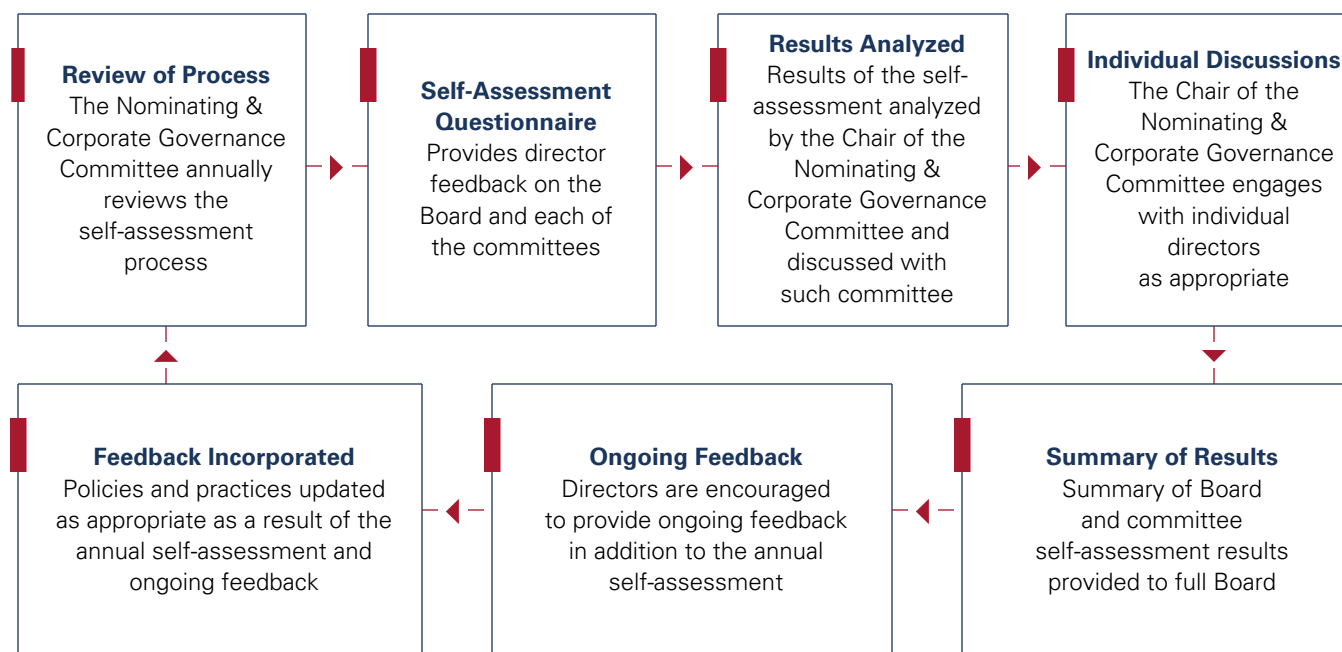 Review of Process
The Nominating &
Corporate Governance
Committee annually
reviews the
self-assessment
process
Self-Assessment
Questionnaire
Provides director
feedback on the
Board and each of
the committees
Results Analyzed
Results of the self-
assessment analyzed
by the Chair of the
Nominating &
Corporate Governance
Committee and
discussed with
such committee
Individual Discussions
The Chair of the
Nominating &
Corporate Governance
Committee engages
with individual
directors
as appropriate
Summary of Results
Summary of Board
and committee
self-assessment results
provided to full Board
Ongoing Feedback
Directors are encouraged
to provide ongoing feedback
in addition to the annual
self-assessment
Feedback Incorporated
Policies and practices updated
as appropriate as a result of the
annual self-assessment and
ongoing feedback